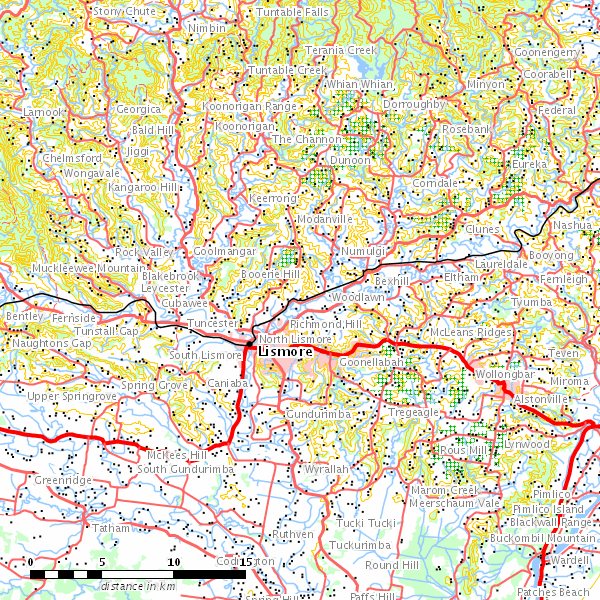 Stony Chute
Tuntable Falls
Nimbin
Terania Creek
Goonengerry
Tuntable Creek
Coorabell
Whian Whian
Minyon
Lamook
Georgica
Koonorigan Range
Dorroughby
Federal
Bald Hill
Koonorigan
Rosebank
The Channon
Jiggi
Chelmsford
Dunoon
Eureka
Wongavale
Kangaroo Hill
Corndale
Keerrong
Modanville
Clunes
Nashua
Rock Valley
Goolmangar
Numulgi
Booyong
Muckleewee Mountain
Blakebrook
Booerie Hill
Laureldale
Leycester
Bexhill
Eltham
Fernleigh
Cubawee
Woodlawn
Tyumba
Bentley
Fernside
Tuncester
Richmond Hill
Tunstall Gap
McLeans Ridges
Naughtons Gap
North Lismore
South Lismore
Lismore
Teven
Goonellabah
Wollongbar
Miroma
Spring Grove
Caniaba
Upper Springrove
Alstonville
Gundurimba
Tregeagle
Lynwood
McKees Hill
Rous Mill
South Gundurimba
Wyrallah
Greenridge
Marom Creek
Pimlico
Meerschaum Vale
Pimlico Island
Tucki Tucki
Blackwall Range
Tatham
Ruthven
Buckombil Mountain
Tuckurimba
Codrington
Round Hill
Wardell
0 5 10 15
distance in km
Patches Beach
Spring Hill
Paffs Hill